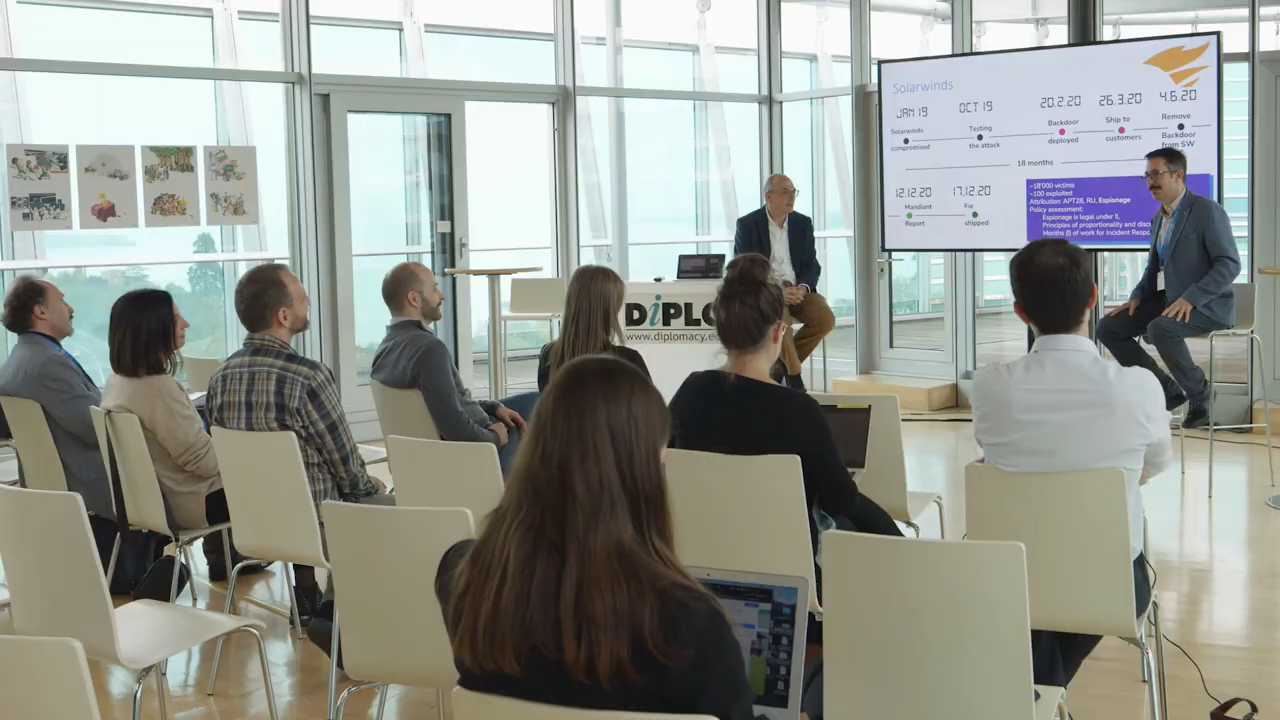 Solarwinds
JAN 19
OCT 19
20.2.20
26.3.20
4.6.20
Solarwinds
compromised
Testing
the attack
Backdoor
deployed
Ship to
customers
Remove
Backdoor
from SW
18 months
12.12.20
17.12.20
Mandiant
Report
Fix
shipped
~18'000 victims
~100 exploited
Attribution: APT28, RU, Espionage
Policy assessment:
Espionage is legal under IL
Principles of proportionality and disc
Months (!) of work for Incident Respo
DiPLO
www.diplomacy.e